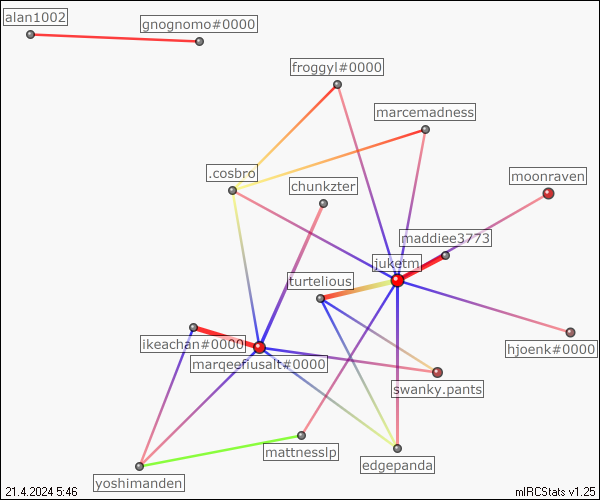 alan1002
gnognomo#0000
froggyl#0000
marcemadness
.cosbro
chunkzter
moonraven
maddiee3773
juketm
turtelious
ikeachan#0000
hjoenk#0000
marqeefiusalt#0000
swanky.pants
mattnesslp
edgepanda
yoshimanden
21.4.2024 5:46
mIRCStats v1.25